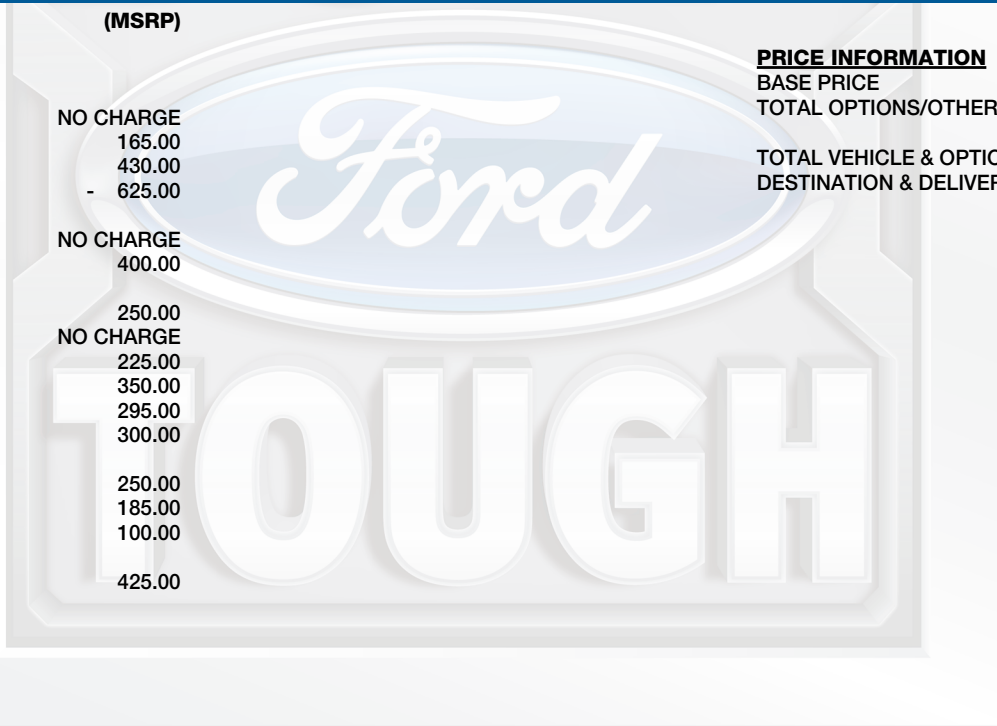 (MSRP)
NO CHARGE
165.00
430.00
- 625.00
NO CHARGE
400.00
250.00
NO CHARGE
225.00
350.00
295.00
300.00
250.00
185.00
100.00
425.00
PRICE INFORMATION
BASE PRICE
TOTAL OPTIONS/OTHER
TOTAL VEHICLE & OPTIO
DESTINATION & DELIVER
Ford
TOUGH